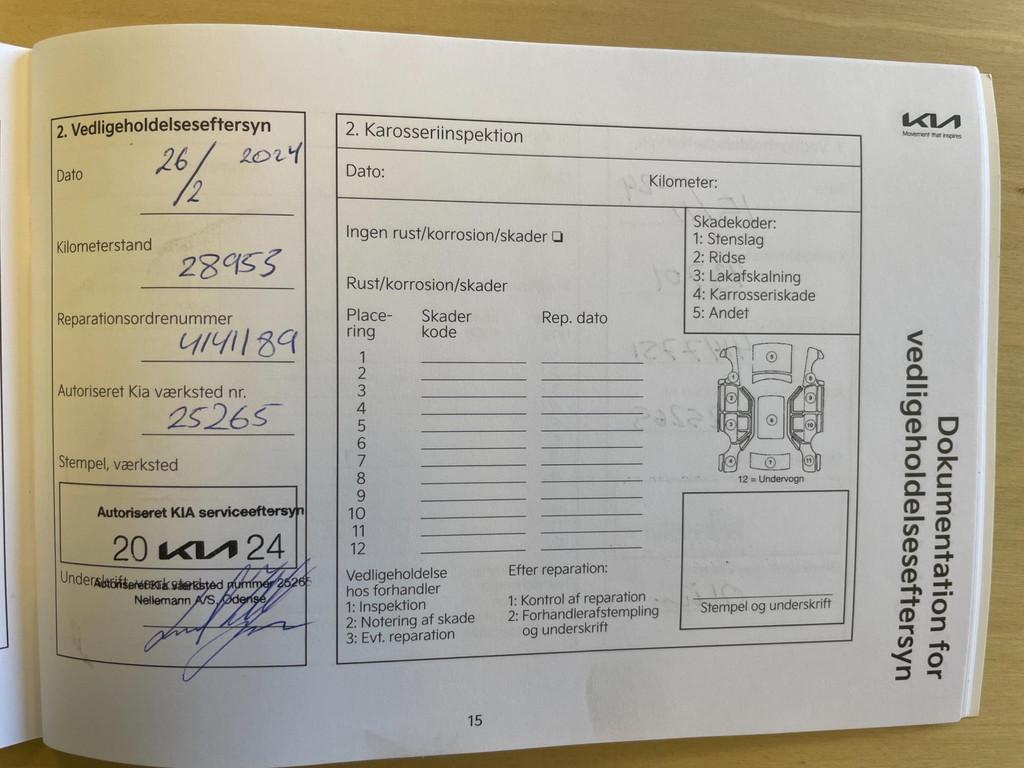 2. Vedligeholdelseseftersyn
Dato 26/2 2024
Kilometerstand
28953
Reparationsordrenummer
4141189
Autoriseret Kia værksted nr.
25265
Stempel, værksted
Autoriseret KIA serviceeftersyn
20 KIA 24
Underskrift, værksted
Autoriseret Kia værksted nummer 25265
Nellemann A/S, Odense
2. Karosseriinspektion
Dato:
Kilometer:
Ingen rust/korrosion/skader ❏
Rust/korrosion/skader
Skadekoder:
1: Stenslag
2: Ridse
3: Lakafskalning
4: Karrosseriskade
5: Andet
Place-
ring
Skader
kode
Rep. dato
1
2
3
4
5
6
7
8
9
10
11
12
12 = Undervogn
Vedligeholdelse
hos forhandler
1: Inspektion
2: Notering af skade
3: Evt. reparation
Efter reparation:
1: Kontrol af reparation
2: Forhandlerafstempling
og underskrift
Stempel og underskrift
KIA
Movement that inspires
Dokumentation for
vedligeholdelseseftersyn
15